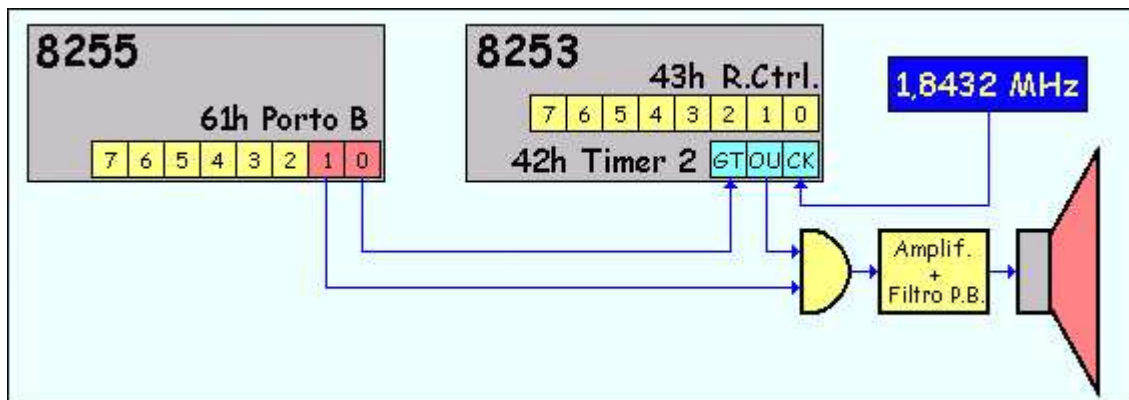 8255
61h Porto B
7 6 5 4 3 2 1 0
8253
43h R.Ctrl.
7 6 5 4 3 2 1 0
42h Timer 2 GT OU CK
1,8432 MHz
Amplif.
+
Filtro P.B.